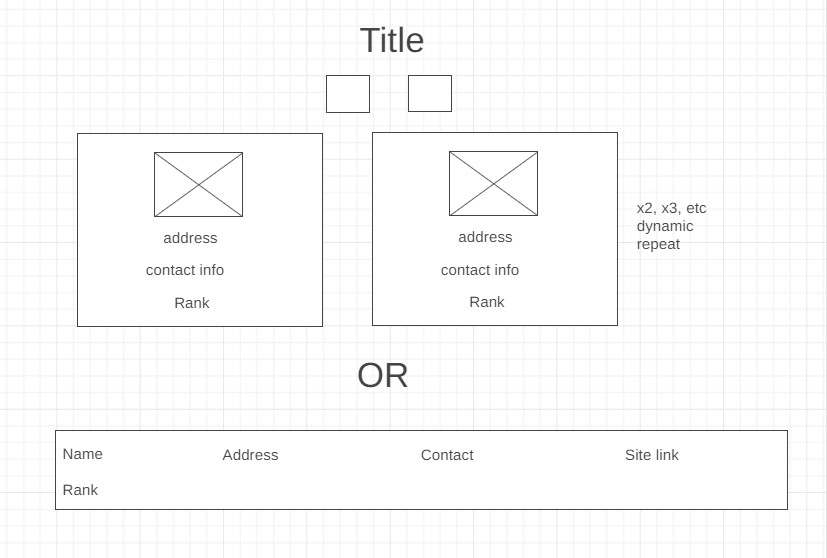 Title
address
contact info
Rank
address
contact info
Rank
x2, x3, etc
dynamic
repeat
OR
Name
Address
Contact
Site link
Rank